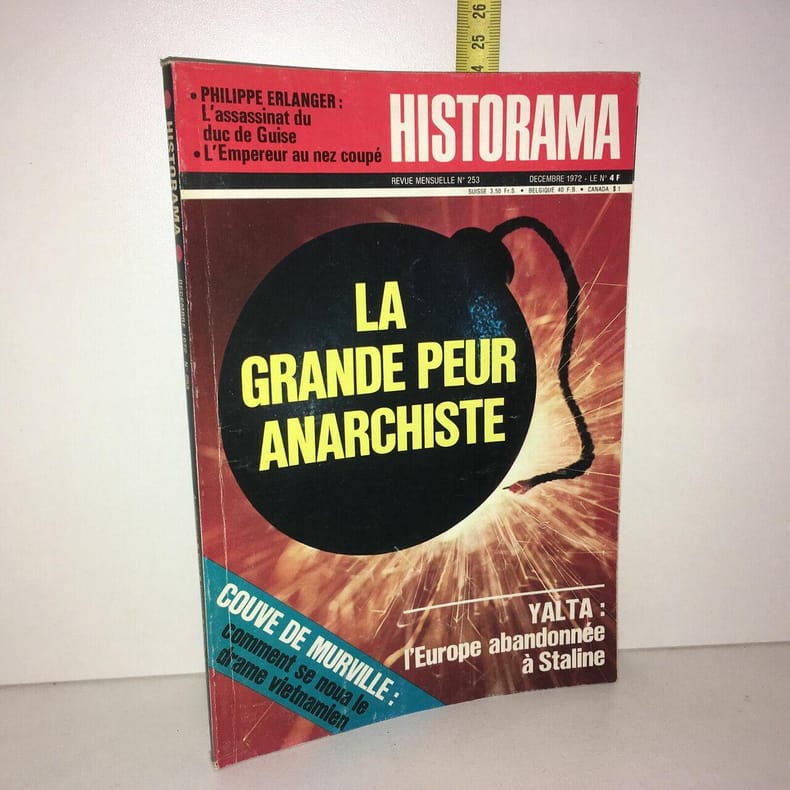 26
25
• PHILIPPE ERLANGER :
L'assassinat du
duc de Guise
• L'Empereur au nez coupé
HISTORAMA
REVUE MENSUELLE N° 253
DECEMBRE 1972 - LE N° 4 F
SUISSE 3.50 Fr.S. • BELGIQUE 40 F.B. • CANADA $ 1
HISTORAMA
LA
GRANDE PEUR
ANARCHISTE
COUVE DE MURVILLE :
comment se noua le
drame vietnamien
YALTA :
l'Europe abandonnée
à Staline